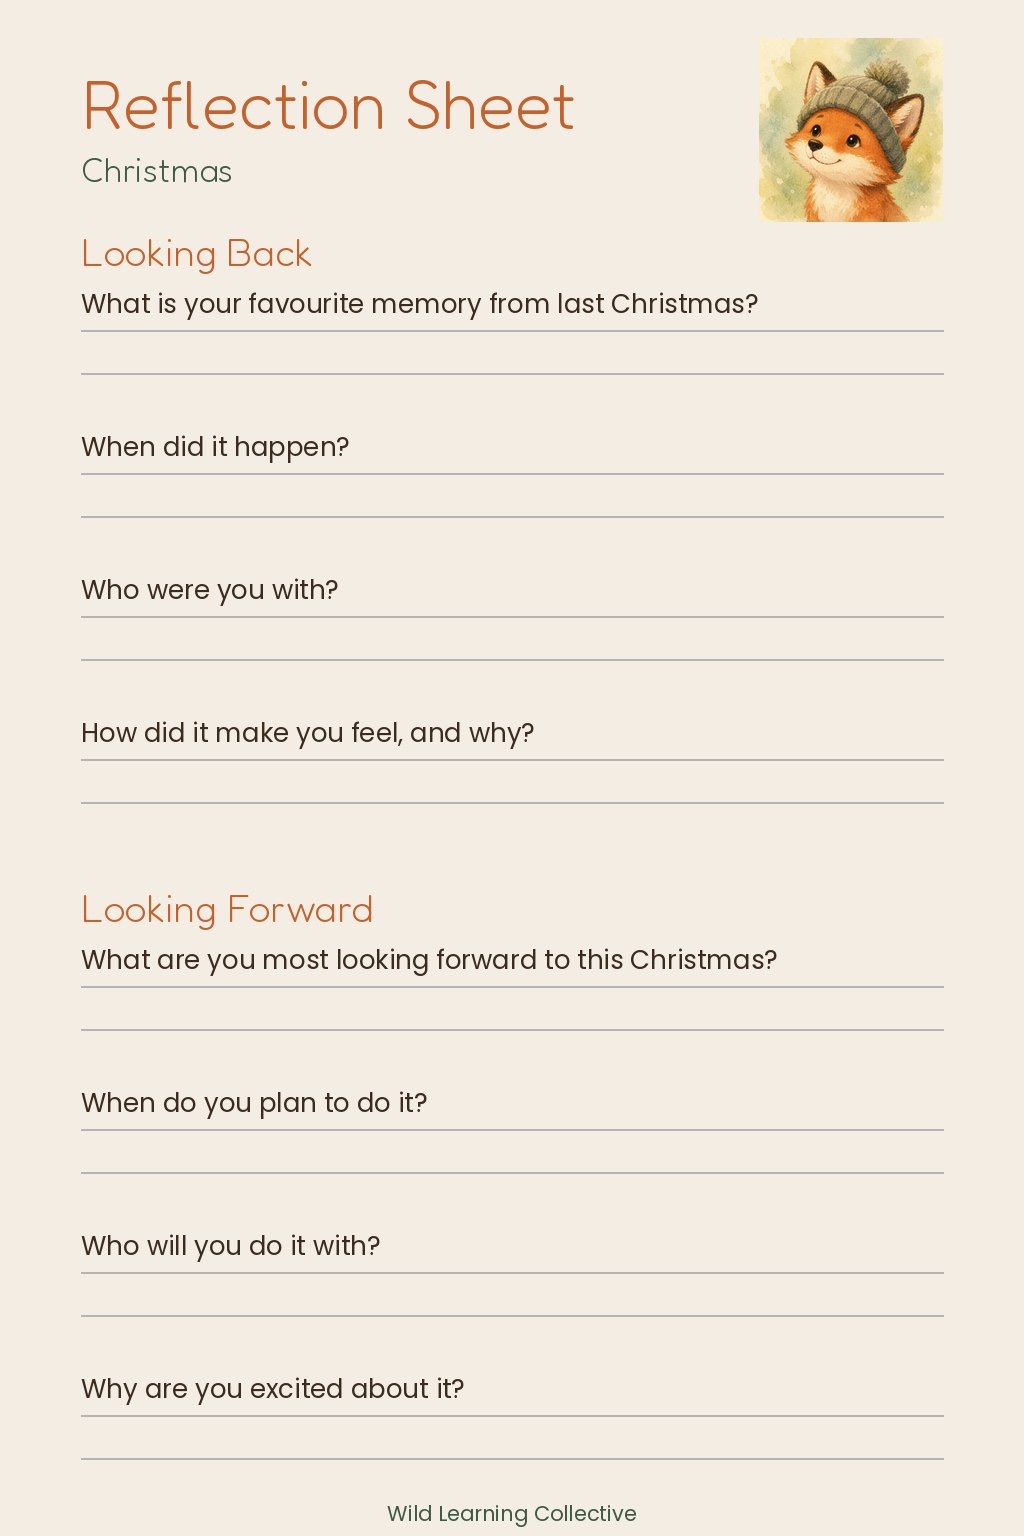 Reflection Sheet
Christmas
Looking Back
What is your favourite memory from last Christmas?
When did it happen?
Who were you with?
How did it make you feel, and why?
Looking Forward
What are you most looking forward to this Christmas?
When do you plan to do it?
Who will you do it with?
Why are you excited about it?
Wild Learning Collective